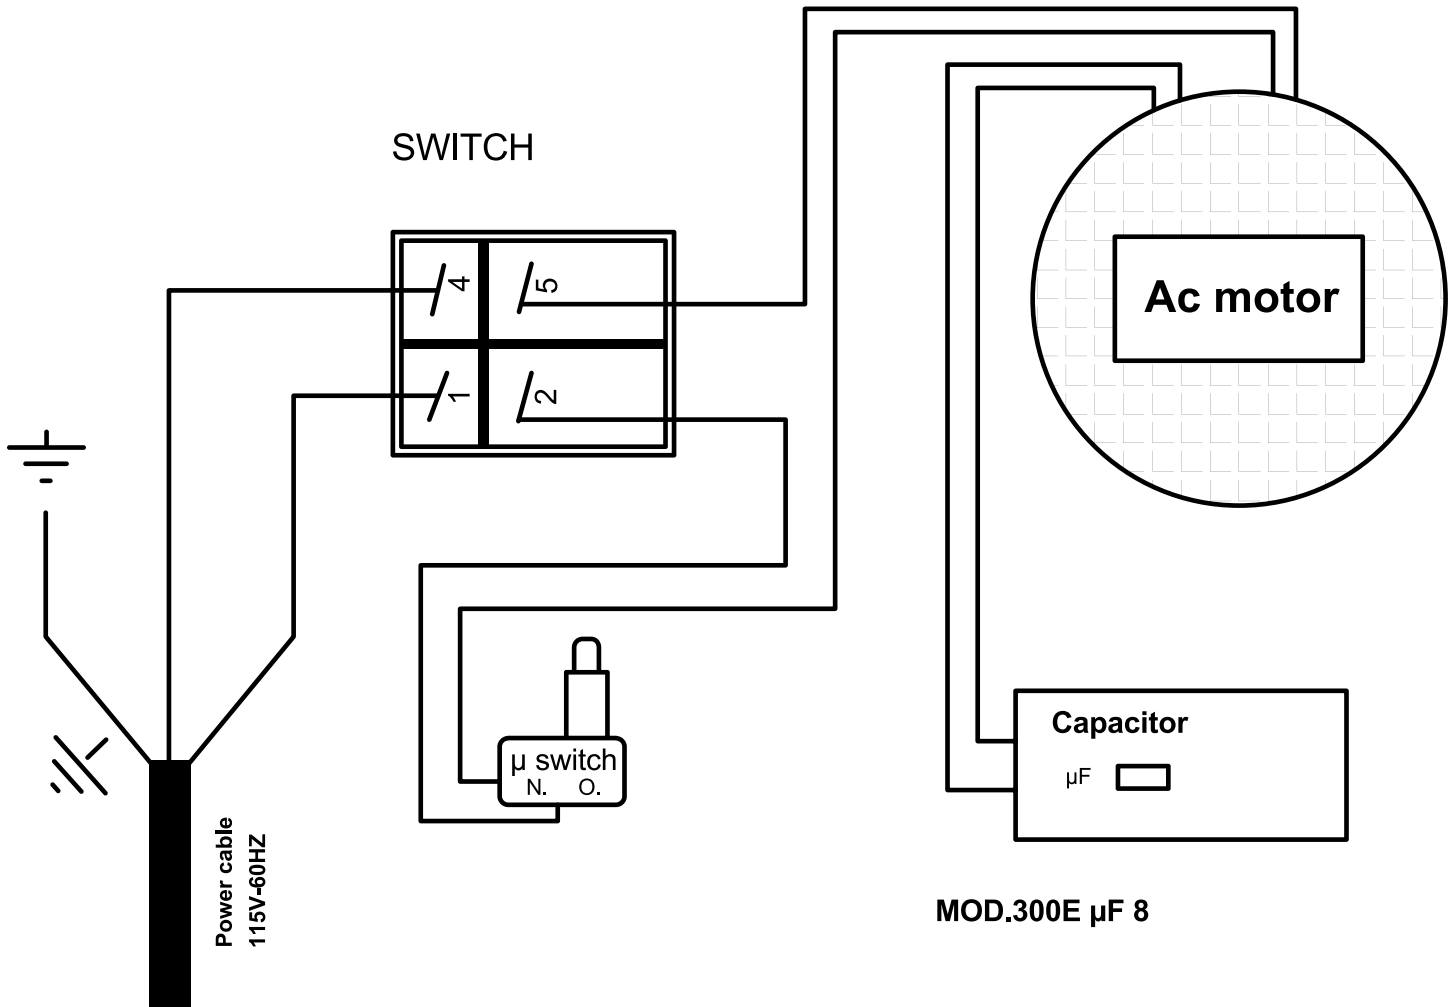 SWITCH
4
5
1
2
Ac motor
µ switch
N. O.
Capacitor
µF
Power cable
115V-60HZ
MOD.300E µF 8